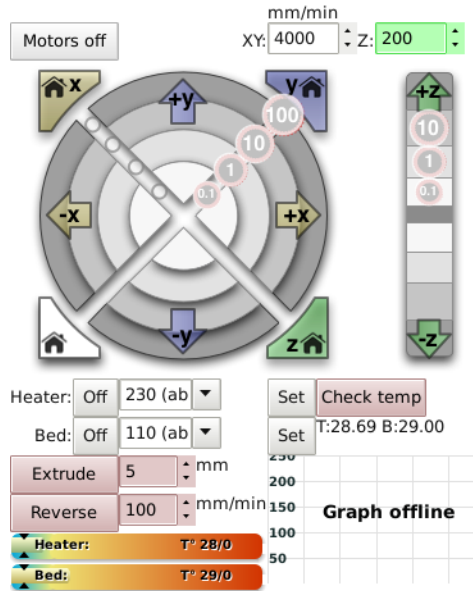 mm/min
Motors off XY: 4000 Z: 200
x y +z
+y 100
10 10
1 1
0.1 0.1
-x +x
-y -z
z
Heater: Off 230 (ab Set Check temp
Bed: Off 110 (ab Set T:28.69 B:29.00
Extrude 5 mm 250
200
Reverse 100 mm/min 150 Graph offline
100
Heater: T° 28/0
50
Bed: T° 29/0